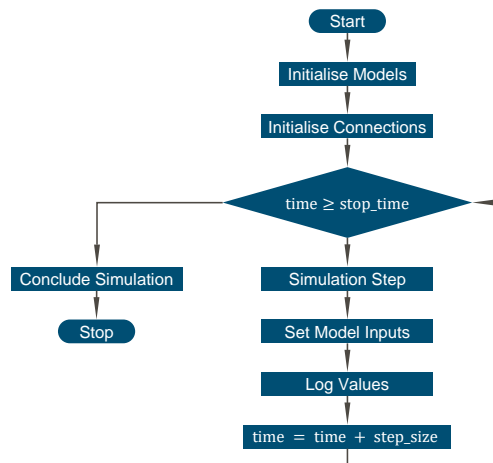 Start
Initialise Models
Initialise Connections
time ≥ stop_time
Conclude Simulation
Simulation Step
Stop
Set Model Inputs
Log Values
time = time + step_size